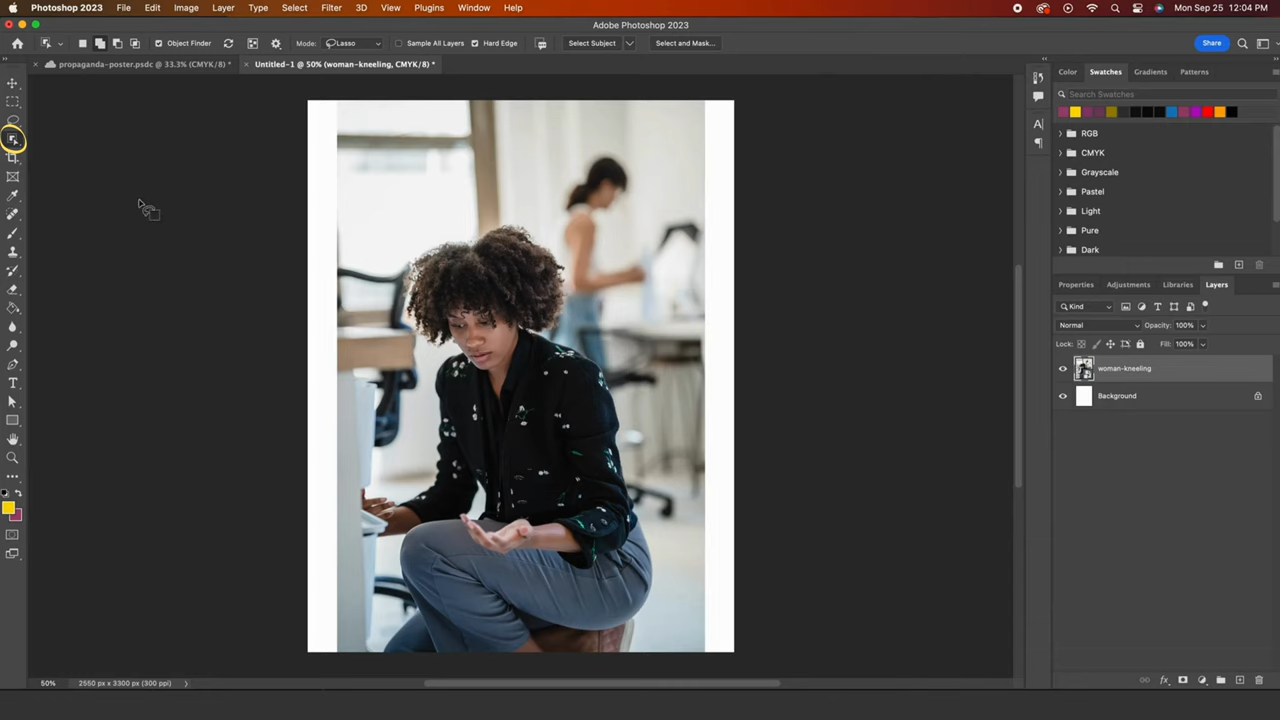 Photoshop 2023 File Edit Image Layer Type Select Filter 3D View Plugins Window Help Mon Sep 25 12:04 PM
Adobe Photoshop 2023
Object Finder Mode: Lasso Sample All Layers Hard Edge Select Subject Select and Mask... Share
propaganda-poster.psdc @ 33.3% (CMYK/8) * Untitled-1 @ 50% (woman-kneeling, CMYK/8) *
Color Swatches Gradients Patterns
Search Swatches
RGB
CMYK
Grayscale
Pastel
Light
Pure
Dark
Properties Adjustments Libraries Layers
Kind
Normal Opacity: 100%
Lock: Fill: 100%
woman-kneeling
Background
50% 2550 px x 3300 px (300 ppi)